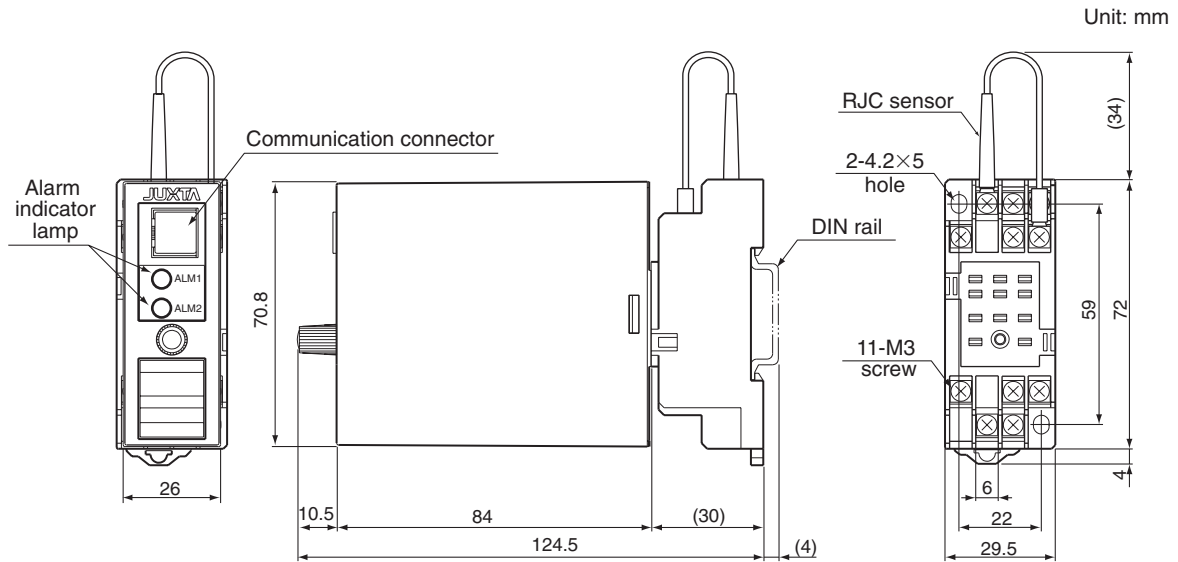 Unit: mm
RJC sensor
(34)
Communication connector
2-4.2×5
hole
Alarm
indicator
lamp
JUXTA
DIN rail
ALM1
ALM2
70.8
59
72
11-M3
screw
4
26
6
10.5
84
(30)
22
124.5
(4)
29.5